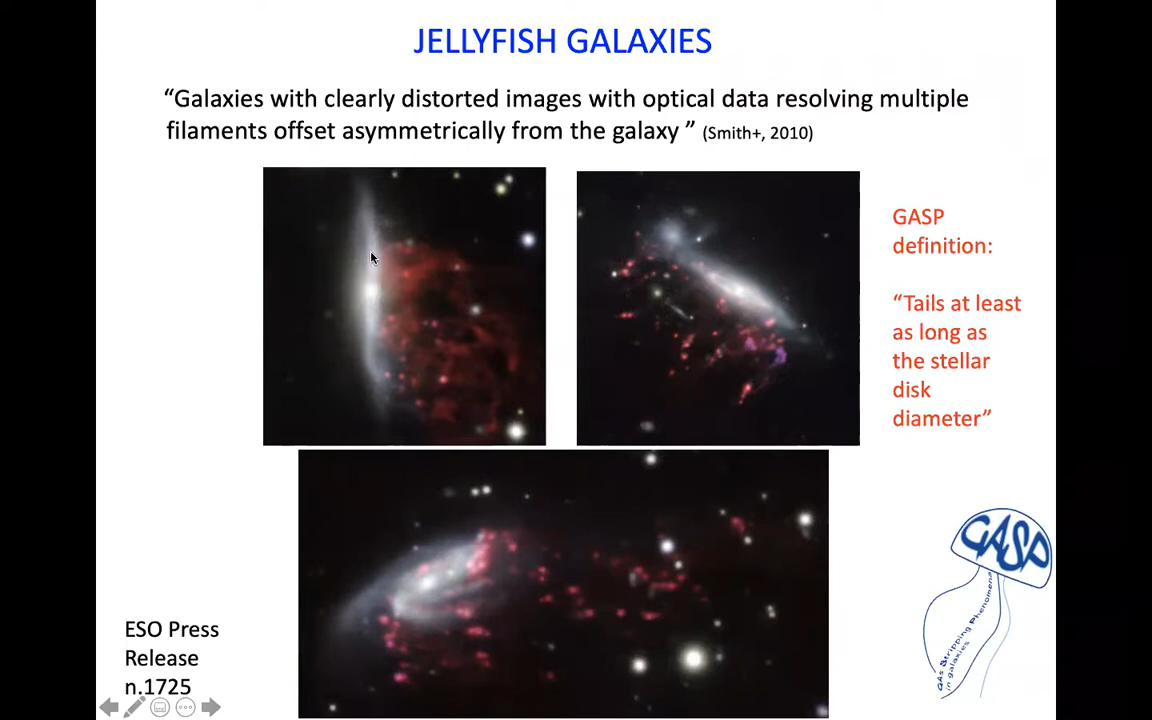 JELLYFISH GALAXIES
“Galaxies with clearly distorted images with optical data resolving multiple
filaments offset asymmetrically from the galaxy ” (Smith+, 2010)
GASP
definition:
“Tails at least
as long as
the stellar
disk
diameter”
GASP
GAs Stripping Phenomena
in galaxies
ESO Press
Release
n.1725